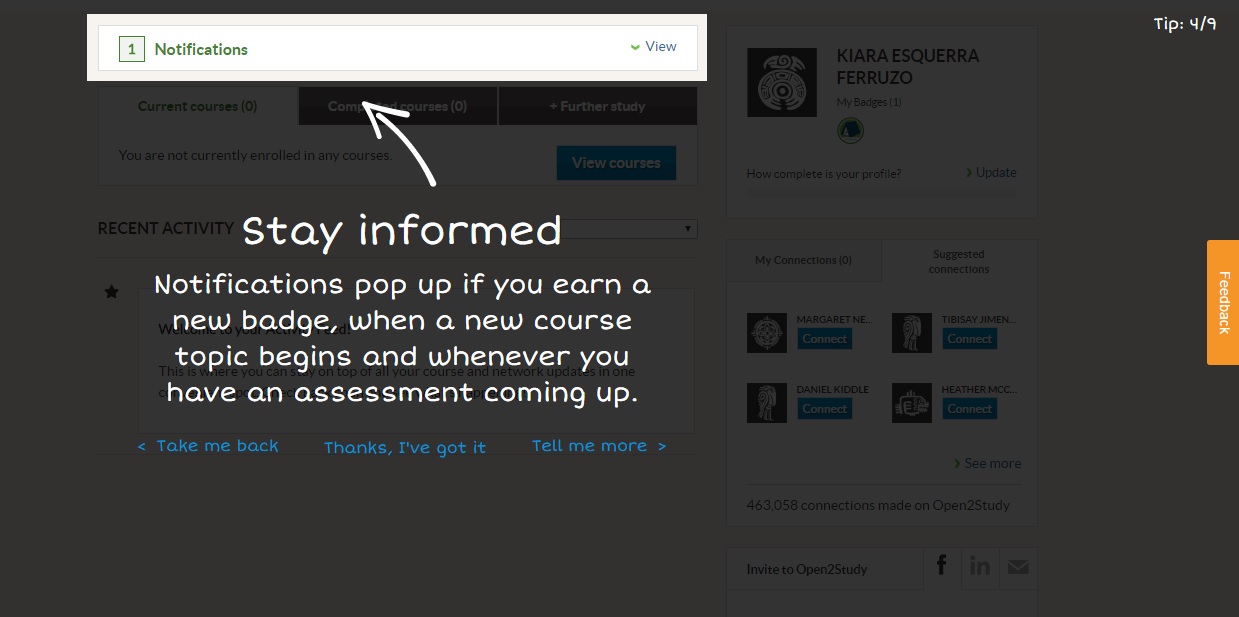 Tip: 4/9
1 Notifications
View
Current courses (0)
Completed courses (0)
+ Further study
You are not currently enrolled in any courses.
View courses
RECENT ACTIVITY
Stay informed
Notifications pop up if you earn a
new badge, when a new course
topic begins and whenever you
have an assessment coming up.
Welcome to your Activity Feed!
This is where you can stay on top of all your course and network updates in one
< Take me back
Thanks, I've got it
Tell me more >
KIARA ESQUERRA
FERRUZO
My Badges (1)
How complete is your profile?
Update
My Connections (0)
Suggested
connections
MARGARET NE...
Connect
TIBISAY JIMEN...
Connect
DANIEL KIDDLE
Connect
HEATHER MCC...
Connect
See more
463,058 connections made on Open2Study
Invite to Open2Study
f
in
Feedback